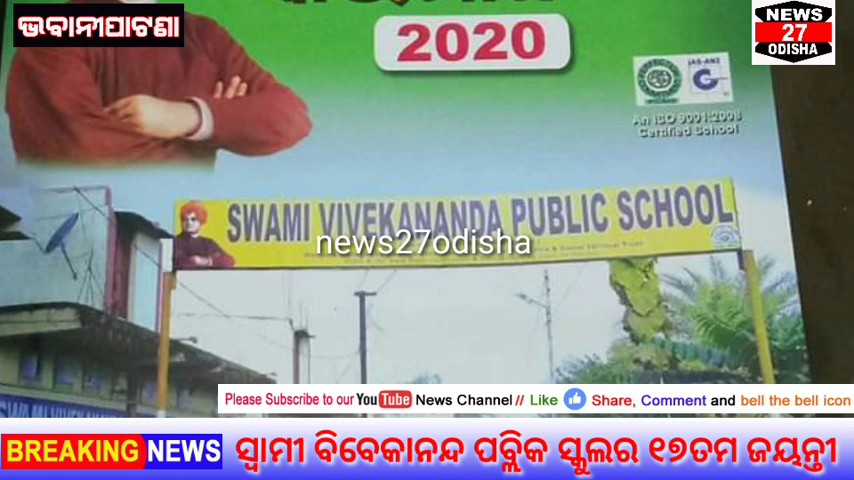 ଭବାନୀପାଟଣା
NEWS
27
ODISHA
2020
JAS-ANZ
An ISO 9001:2008
Certified School
SWAMI VIVEKANANDA PUBLIC SCHOOL
news27odisha
Please Subscribe to our YouTube News Channel // Like Share, Comment and bell the bell icon
BREAKING NEWS ସ୍ୱାମୀ ବିବେକାନନ୍ଦ ପବ୍ଲିକ ସ୍କୁଲର ୧୭ତମ ଜୟନ୍ତୀ